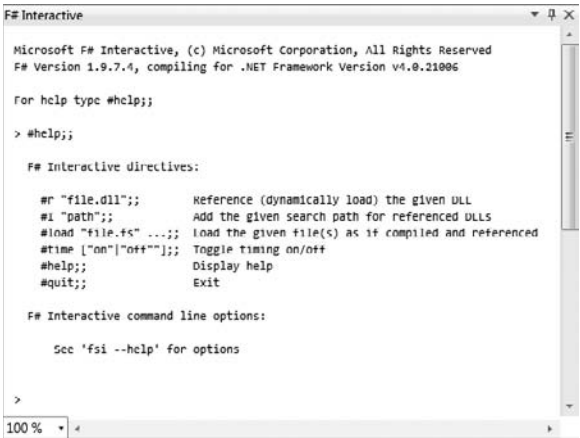 F# Interactive
Microsoft F# Interactive, (c) Microsoft Corporation, All Rights Reserved
F# Version 1.9.7.4, compiling for .NET Framework Version v4.0.21006
For help type #help;;
> #help;;
F# Interactive directives:
#r "file.dll";; Reference (dynamically load) the given DLL
#I "path";; Add the given search path for referenced DLLs
#load "file.fs" ...;; Load the given file(s) as if compiled and referenced
#time ["on"|"off""];; Toggle timing on/off
#help;; Display help
#quit;; Exit
F# Interactive command line options:
See 'fsi --help' for options
>
100 %